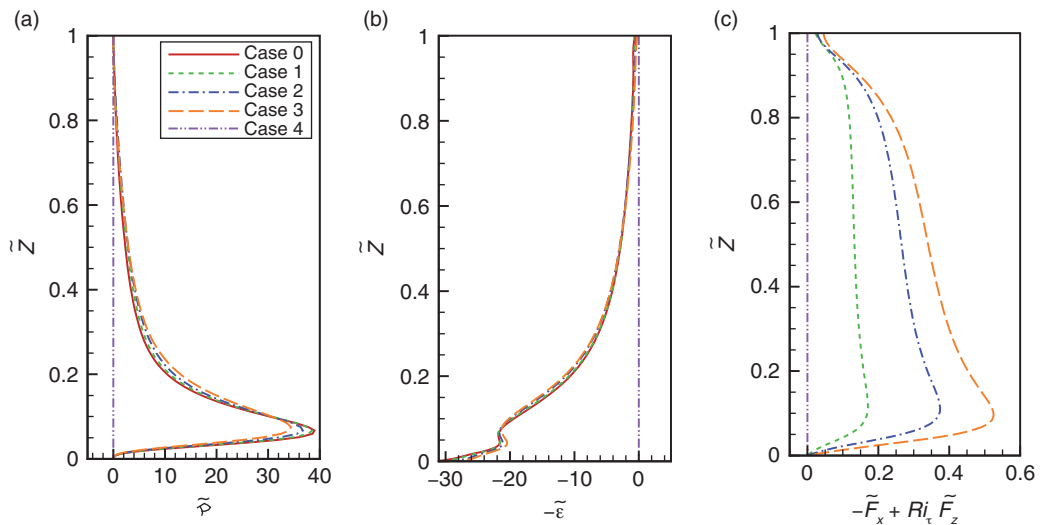 (a)
1
0.8
0.6
0.4
0.2
0
z̃
0 10 20 30 40
𝒫̃
Case 0
Case 1
Case 2
Case 3
Case 4
(b)
1
0.8
0.6
0.4
0.2
0
z̃
−30 −20 −10 0
−ε̃
(c)
1
0.8
0.6
0.4
0.2
0
z̃
0 0.2 0.4 0.6
−F̃x + Riτ F̃z